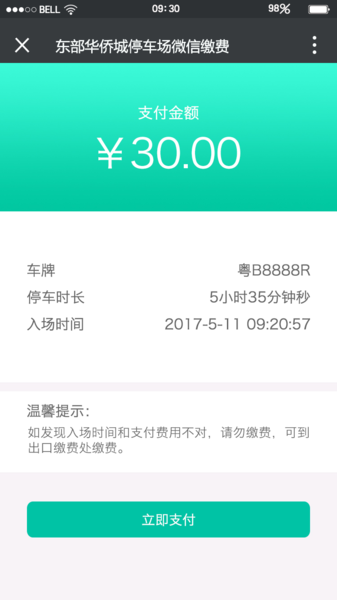 BELL 09:30 98%
东部华侨城停车场微信缴费
支付金额
￥30.00
车牌 粤B8888R
停车时长 5小时35分钟秒
入场时间 2017-5-11 09:20:57
温馨提示：
如发现入场时间和支付费用不对，请勿缴费，可到
出口缴费处缴费。
立即支付